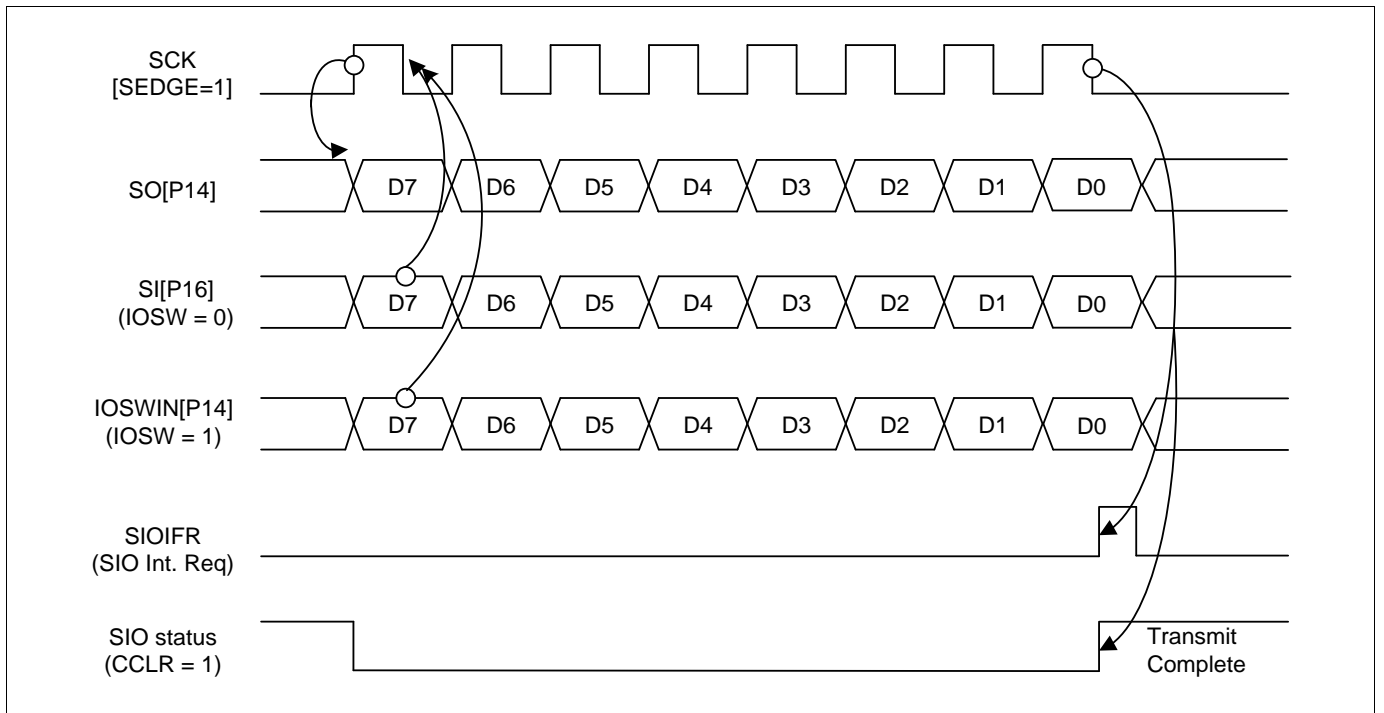 SCK
[SEDGE=1]
SO[P14]
D7 D6 D5 D4 D3 D2 D1 D0
SI[P16]
(IOSW = 0)
D7 D6 D5 D4 D3 D2 D1 D0
IOSWIN[P14]
(IOSW = 1)
D7 D6 D5 D4 D3 D2 D1 D0
SIOIFR
(SIO Int. Req)
SIO status
(CCLR = 1)
Transmit
Complete